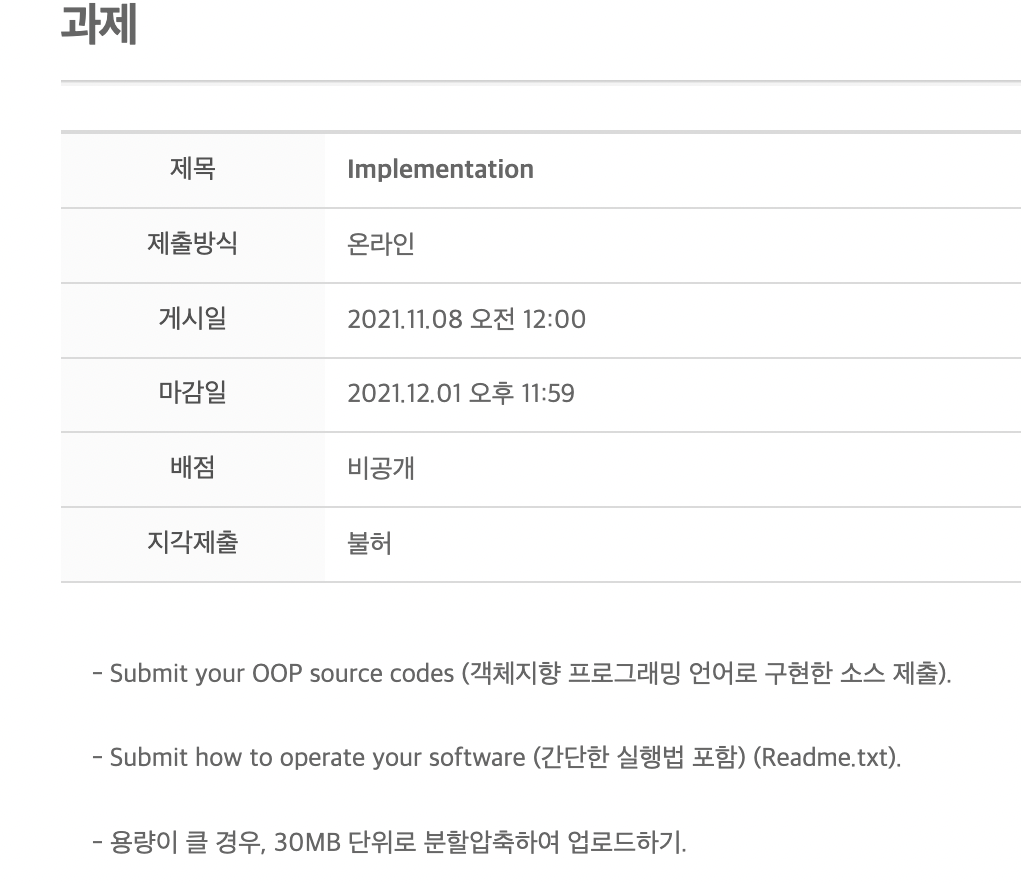 과제
제목 Implementation
제출방식 온라인
게시일 2021.11.08 오전 12:00
마감일 2021.12.01 오후 11:59
배점 비공개
지각제출 불허
- Submit your OOP source codes (객체지향 프로그래밍 언어로 구현한 소스 제출).
- Submit how to operate your software (간단한 실행법 포함) (Readme.txt).
- 용량이 클 경우, 30MB 단위로 분할압축하여 업로드하기.